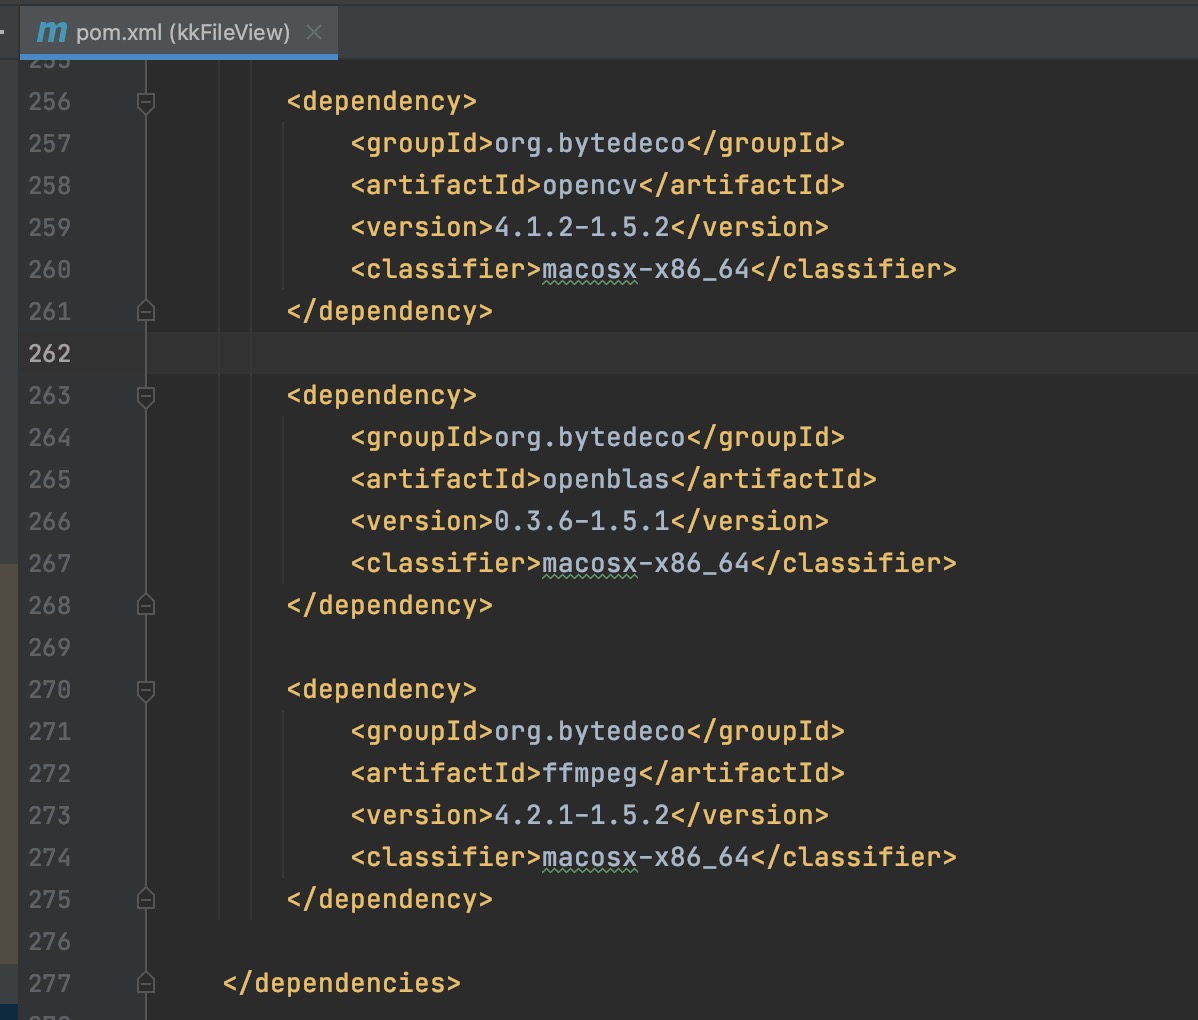 pom.xml (kkFileView)
255
256 <dependency>
257 <groupId>org.bytedeco</groupId>
258 <artifactId>opencv</artifactId>
259 <version>4.1.2-1.5.2</version>
260 <classifier>macosx-x86_64</classifier>
261 </dependency>
262
263 <dependency>
264 <groupId>org.bytedeco</groupId>
265 <artifactId>openblas</artifactId>
266 <version>0.3.6-1.5.1</version>
267 <classifier>macosx-x86_64</classifier>
268 </dependency>
269
270 <dependency>
271 <groupId>org.bytedeco</groupId>
272 <artifactId>ffmpeg</artifactId>
273 <version>4.2.1-1.5.2</version>
274 <classifier>macosx-x86_64</classifier>
275 </dependency>
276
277 </dependencies>